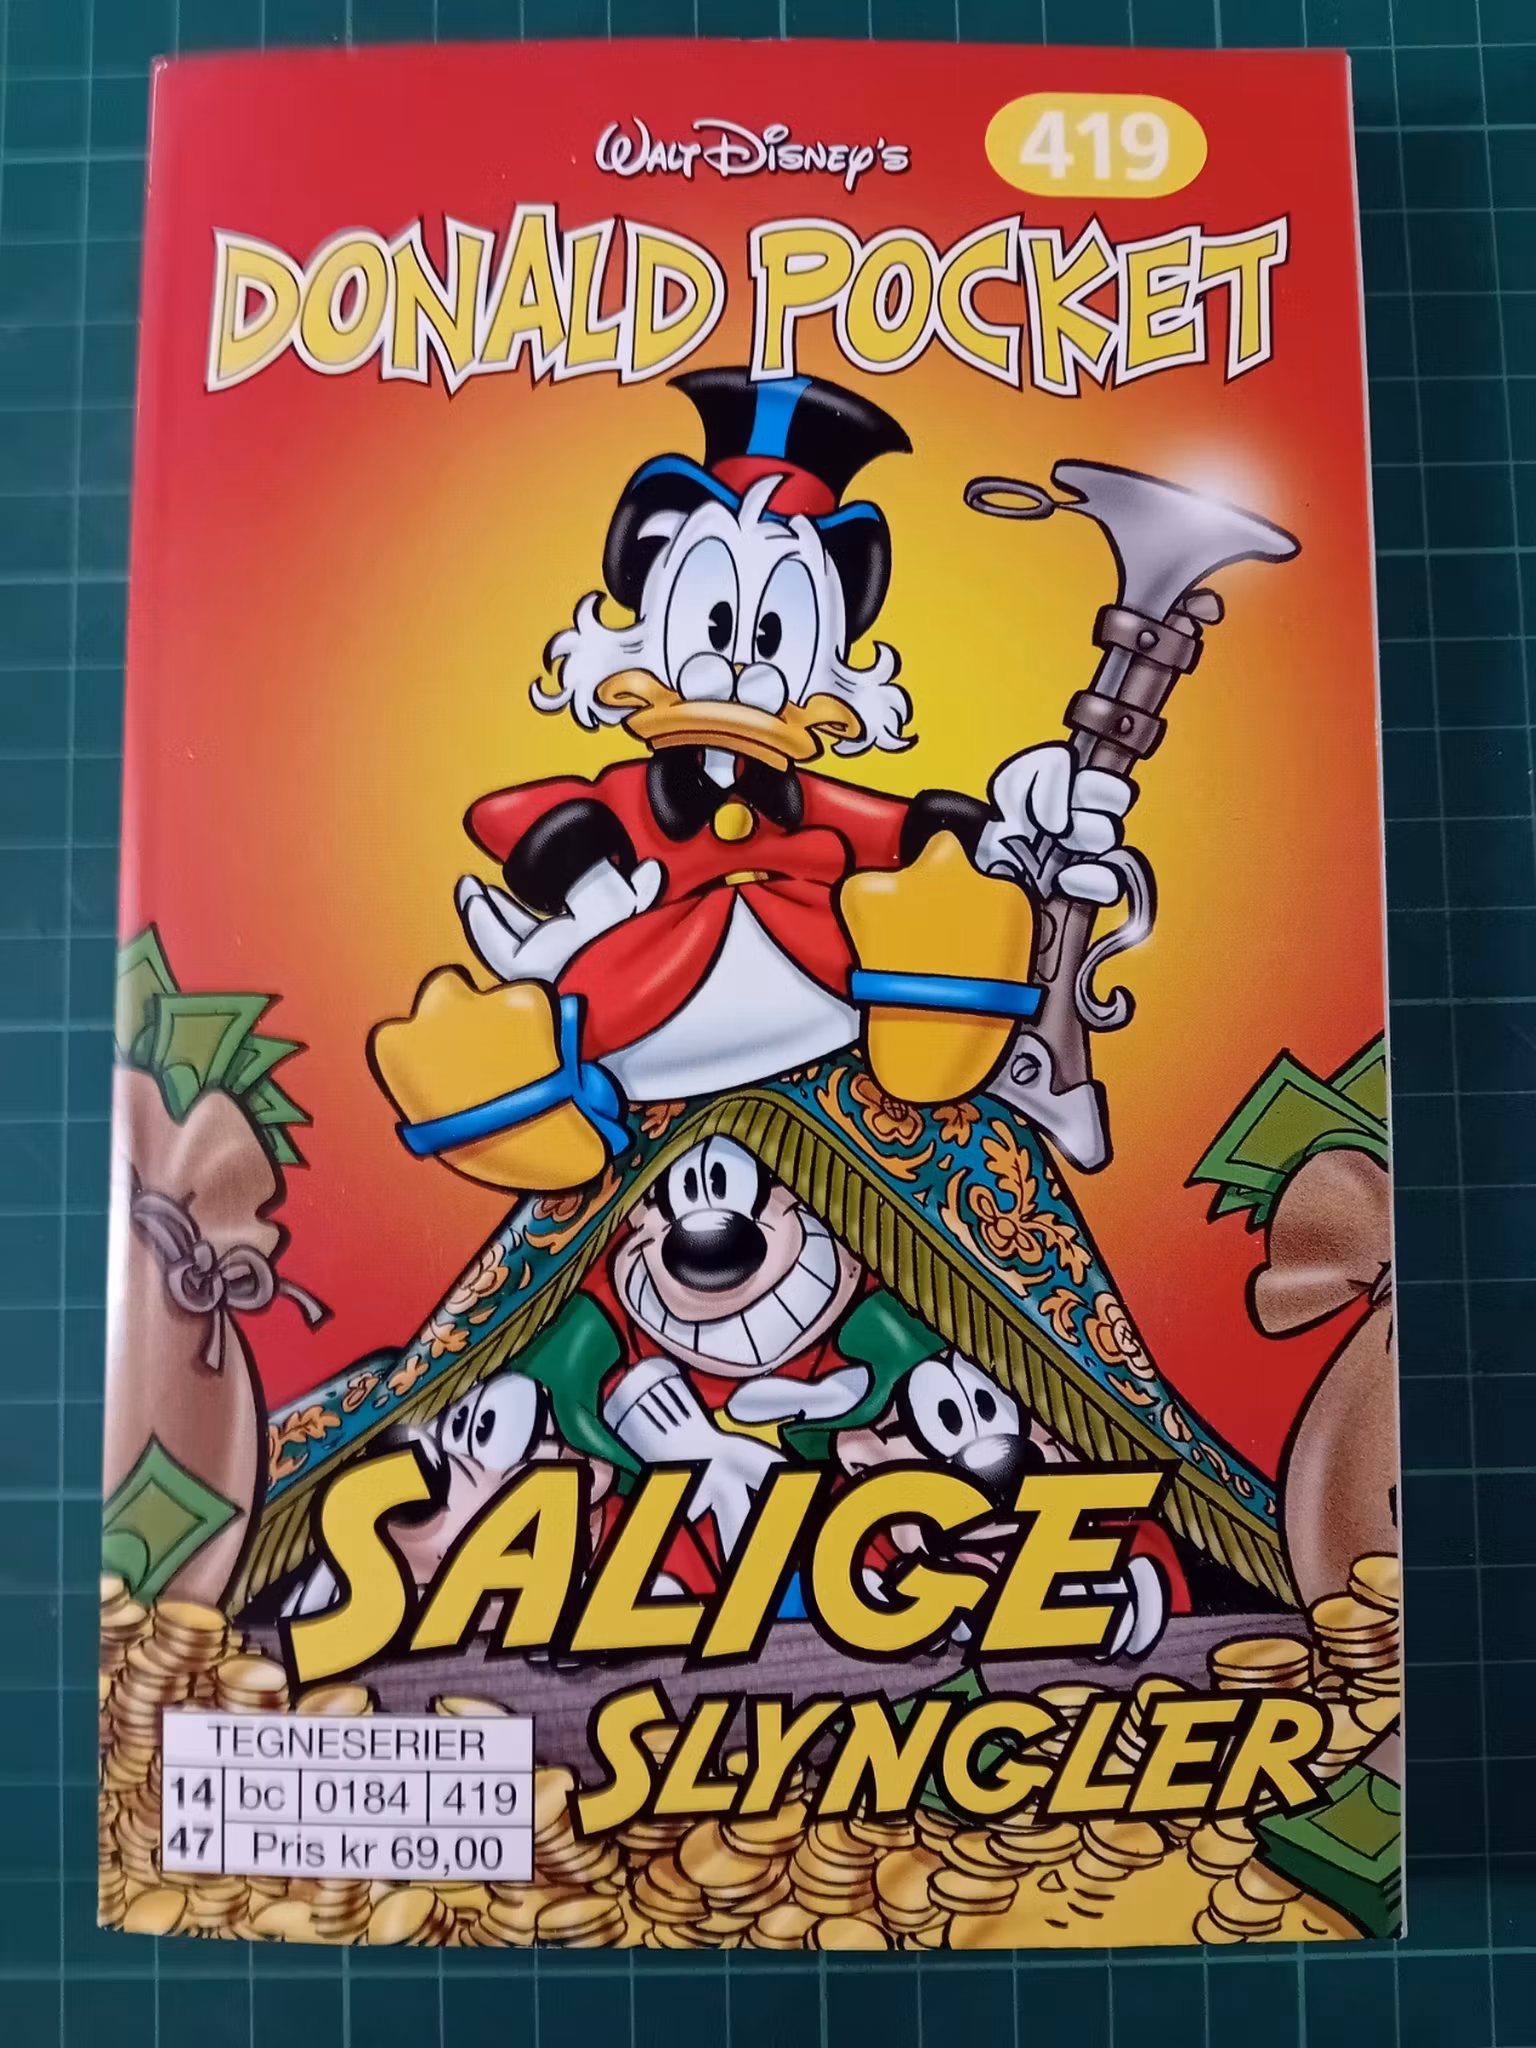 Walt Disney's
419
DONALD POCKET
SALIGE
SLYNGLER
TEGNESERIER
14 bc 0184 419
47 Pris kr 69,00